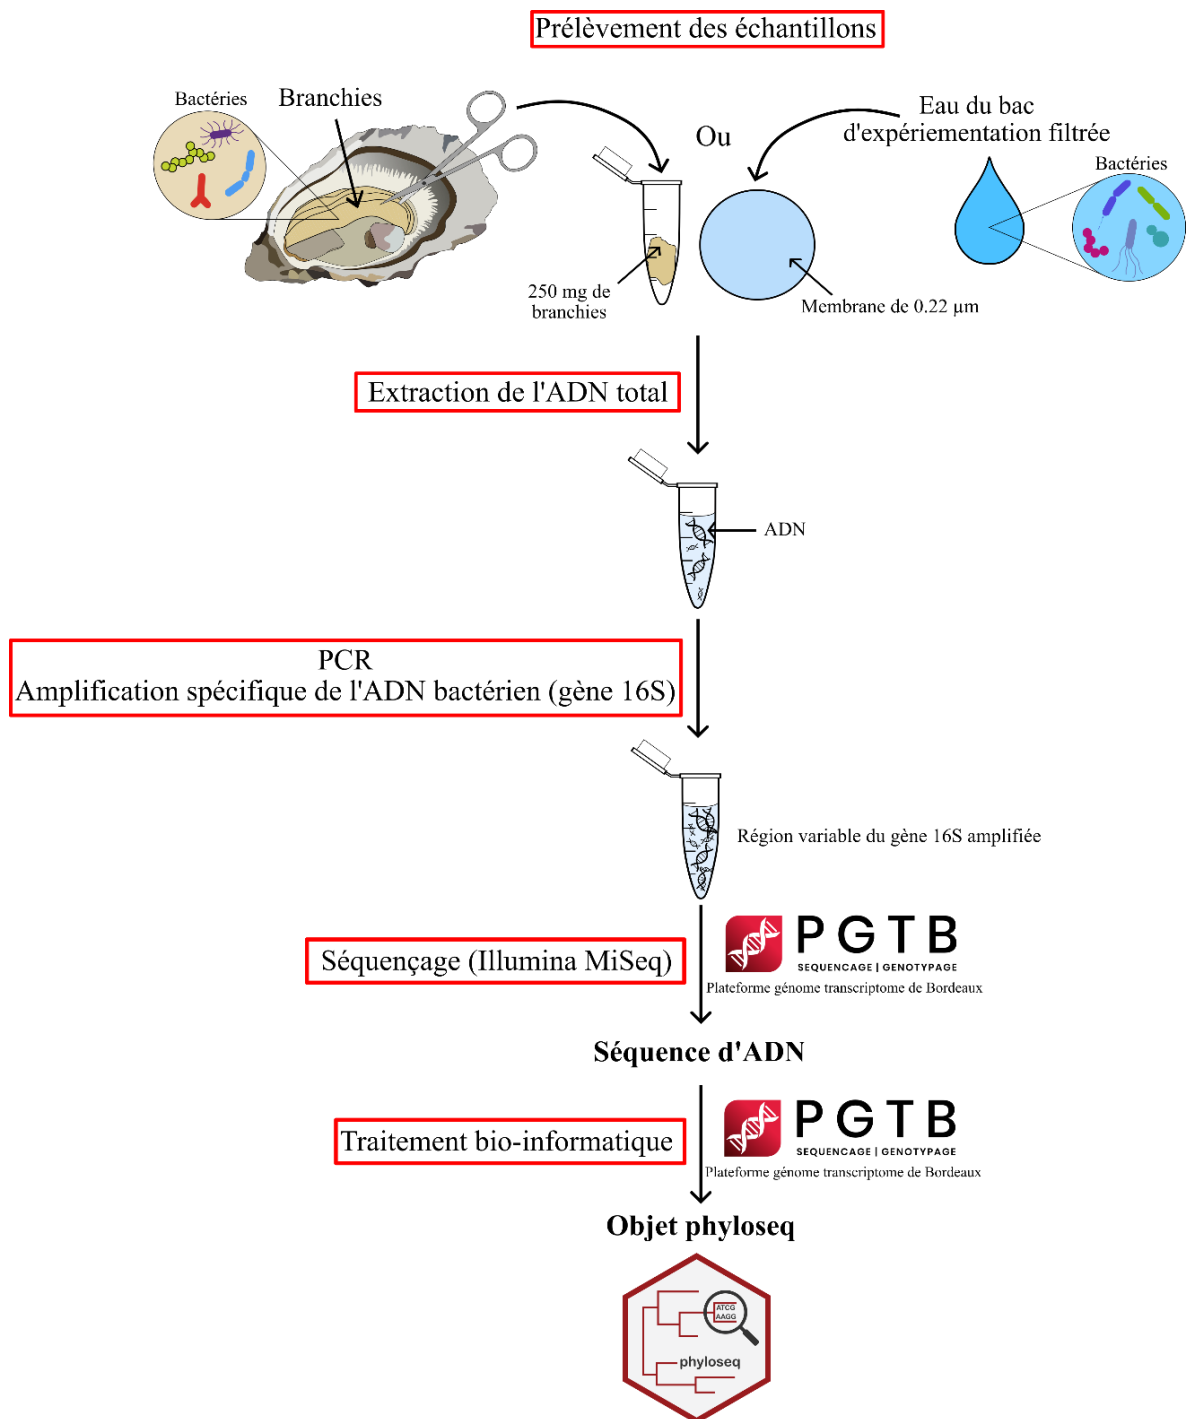 Prélèvement des échantillons
Bactéries
Branchies
Ou
Eau du bac
d'expériementation filtrée
Bactéries
250 mg de
branchies
Membrane de 0.22 µm
Extraction de l'ADN total
ADN
PCR
Amplification spécifique de l'ADN bactérien (gène 16S)
Région variable du gène 16S amplifiée
Séquençage (Illumina MiSeq)
PGTB
SEQUENCAGE | GENOTYPAGE
Plateforme génome transcriptome de Bordeaux
Séquence d'ADN
Traitement bio-informatique
PGTB
SEQUENCAGE | GENOTYPAGE
Plateforme génome transcriptome de Bordeaux
Objet phyloseq
ATCG
AAGG
phyloseq